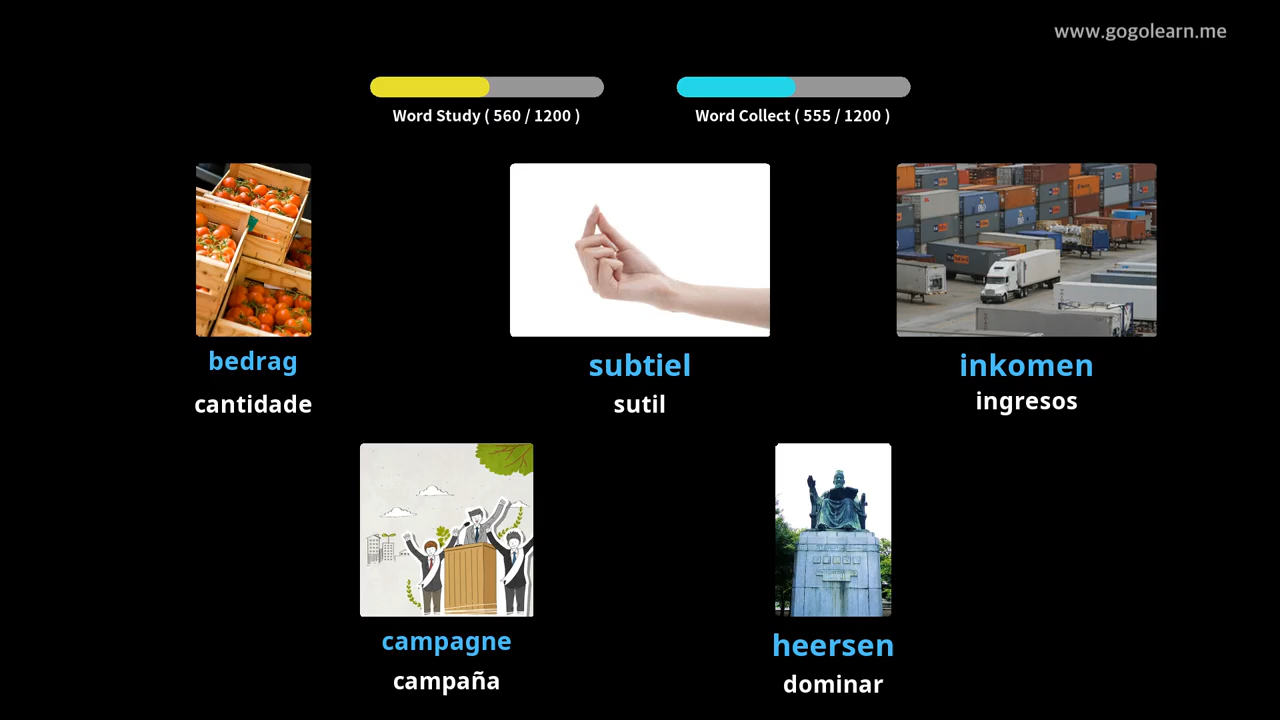 www.gogolearn.me
Word Study ( 560 / 1200 )
Word Collect ( 555 / 1200 )
bedrag
cantidade
subtiel
sutil
inkomen
ingresos
campagne
campaña
heersen
dominar